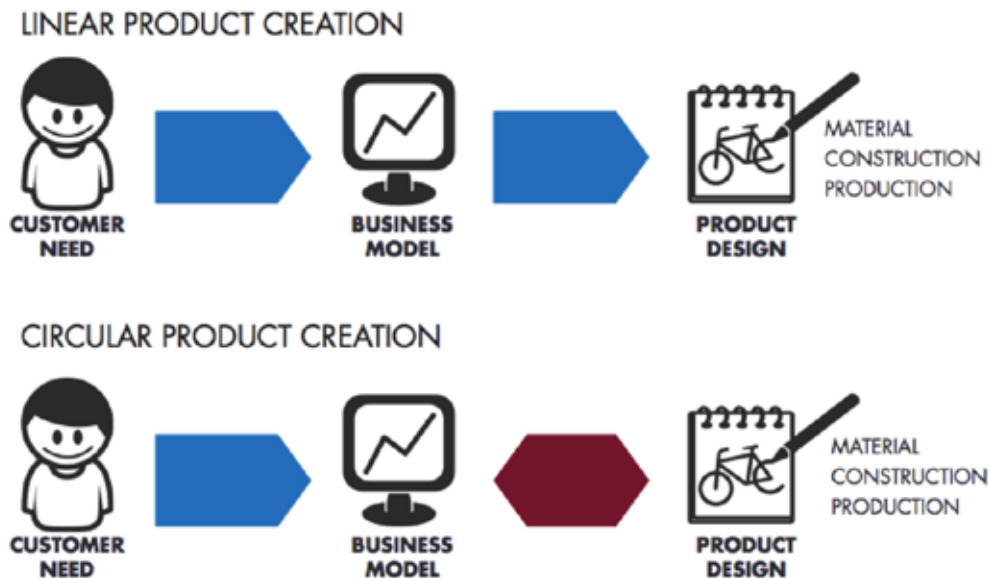 LINEAR PRODUCT CREATION
CUSTOMER
NEED
BUSINESS
MODEL
PRODUCT
DESIGN
MATERIAL
CONSTRUCTION
PRODUCTION
CIRCULAR PRODUCT CREATION
CUSTOMER
NEED
BUSINESS
MODEL
PRODUCT
DESIGN
MATERIAL
CONSTRUCTION
PRODUCTION